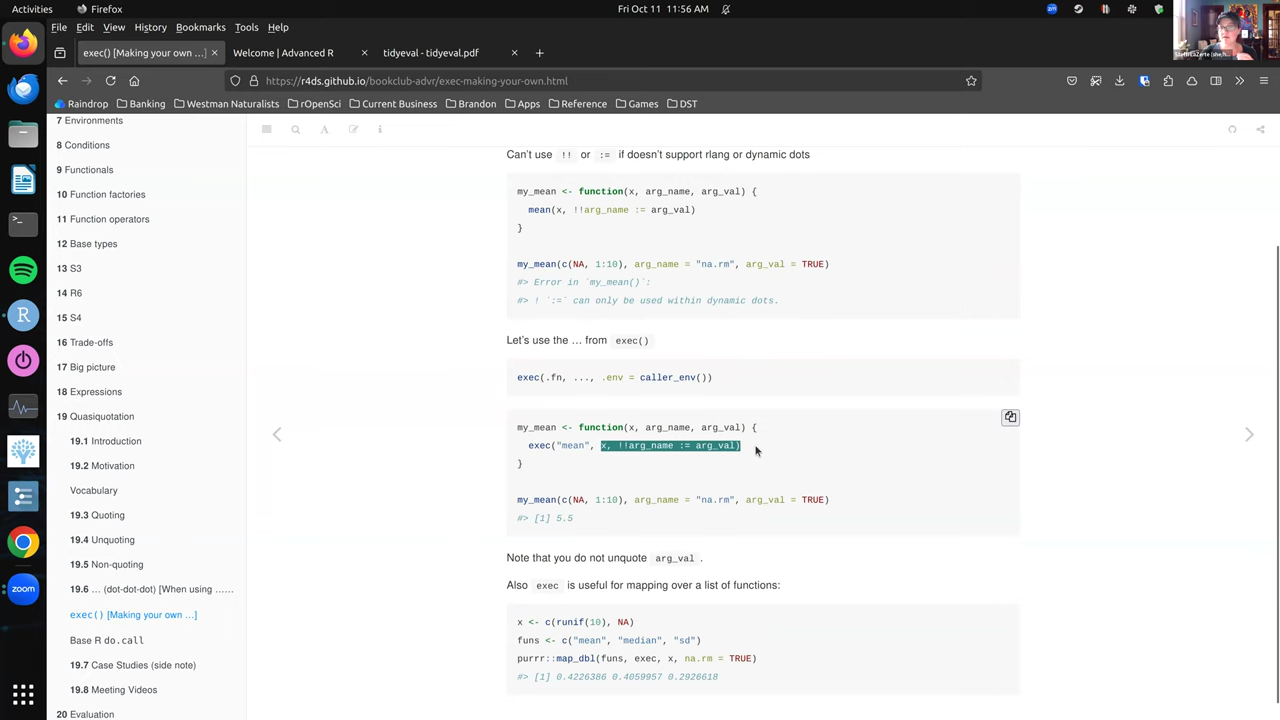 Activities
Firefox
Fri Oct 11  11:56 AM
File Edit View History Bookmarks Tools Help
exec() [Making your own …]
Welcome | Advanced R
tidyeval - tidyeval.pdf
https://r4ds.github.io/bookclub-advr/exec-making-your-own.html
Raindrop Banking Westman Naturalists rOpenSci Current Business Brandon Apps Reference Games DST
7 Environments
8 Conditions
9 Functionals
10 Function factories
11 Function operators
12 Base types
13 S3
14 R6
15 S4
16 Trade-offs
17 Big picture
18 Expressions
19 Quasiquotation
19.1 Introduction
19.2 Motivation
Vocabulary
19.3 Quoting
19.4 Unquoting
19.5 Non-quoting
19.6 … (dot-dot-dot) [When using ……
exec() [Making your own …]
Base R do.call
19.7 Case Studies (side note)
19.8 Meeting Videos
20 Evaluation
Can't use !! or := if doesn't support rlang or dynamic dots
my_mean <- function(x, arg_name, arg_val) {
  mean(x, !!arg_name := arg_val)
}
my_mean(c(NA, 1:10), arg_name = "na.rm", arg_val = TRUE)
#> Error in `my_mean()`:
#> ! `:=` can only be used within dynamic dots.
Let's use the … from exec()
exec(.fn, ..., .env = caller_env())
my_mean <- function(x, arg_name, arg_val) {
  exec("mean", x, !!arg_name := arg_val)
}
my_mean(c(NA, 1:10), arg_name = "na.rm", arg_val = TRUE)
#> [1] 5.5
Note that you do not unquote arg_val .
Also exec is useful for mapping over a list of functions:
x <- c(runif(10), NA)
funs <- c("mean", "median", "sd")
purrr::map_dbl(funs, exec, x, na.rm = TRUE)
#> [1] 0.4226386 0.4059957 0.2926618
zoom
zoom